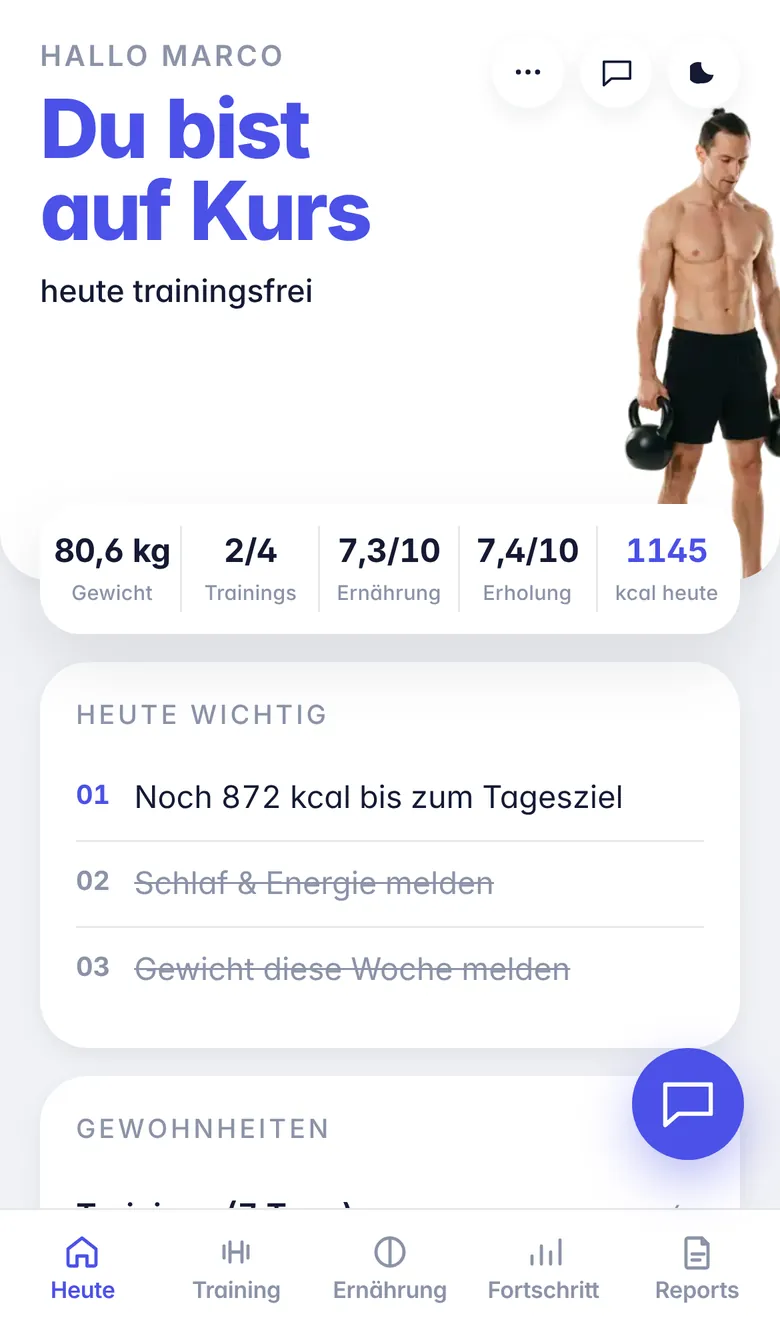 HALLO MARCO
Du bist
auf Kurs
heute trainingsfrei
80,6 kg
Gewicht
2/4
Trainings
7,3/10
Ernährung
7,4/10
Erholung
1145
kcal heute
HEUTE WICHTIG
01 Noch 872 kcal bis zum Tagesziel
02 Schlaf & Energie melden
03 Gewicht diese Woche melden
GEWOHNHEITEN
Heute
Training
Ernährung
Fortschritt
Reports